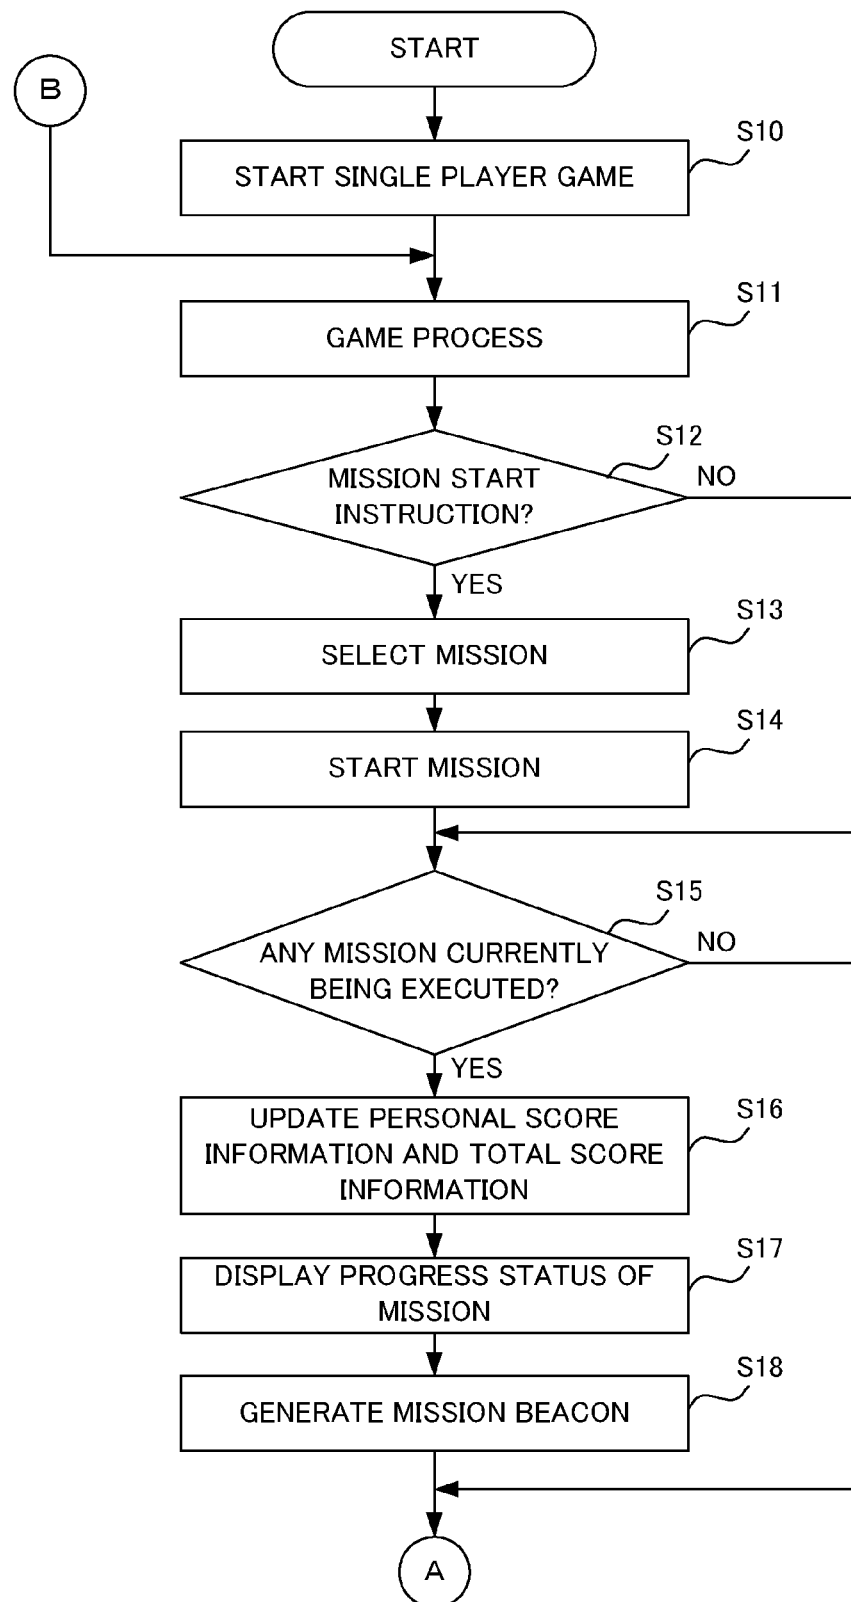 START
B
S10
START SINGLE PLAYER GAME
S11
GAME PROCESS
S12
MISSION START
INSTRUCTION?
NO
YES
S13
SELECT MISSION
S14
START MISSION
S15
ANY MISSION CURRENTLY
BEING EXECUTED?
NO
YES
S16
UPDATE PERSONAL SCORE
INFORMATION AND TOTAL SCORE
INFORMATION
S17
DISPLAY PROGRESS STATUS OF
MISSION
S18
GENERATE MISSION BEACON
A